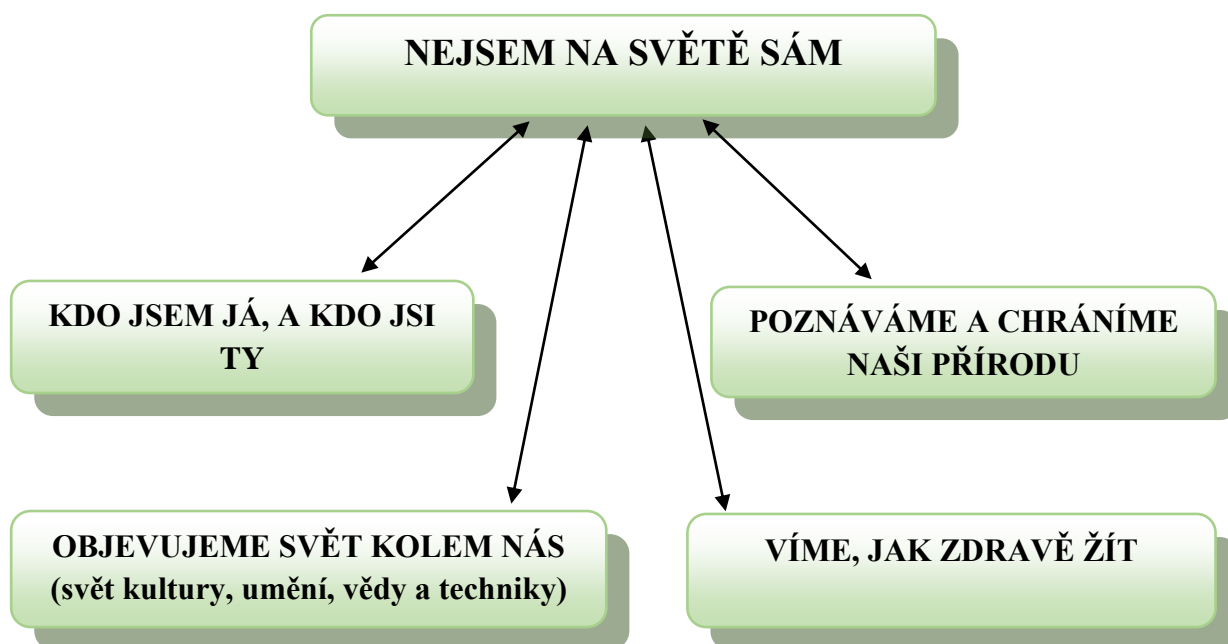 NEJSEM NA SVĚTĚ SÁM
KDO JSEM JÁ, A KDO JSI
TY
POZNÁVÁME A CHRÁNÍME
NAŠI PŘÍRODU
OBJEVUJEME SVĚT KOLEM NÁS
(svět kultury, umění, vědy a techniky)
VÍME, JAK ZDRAVĚ ŽÍT